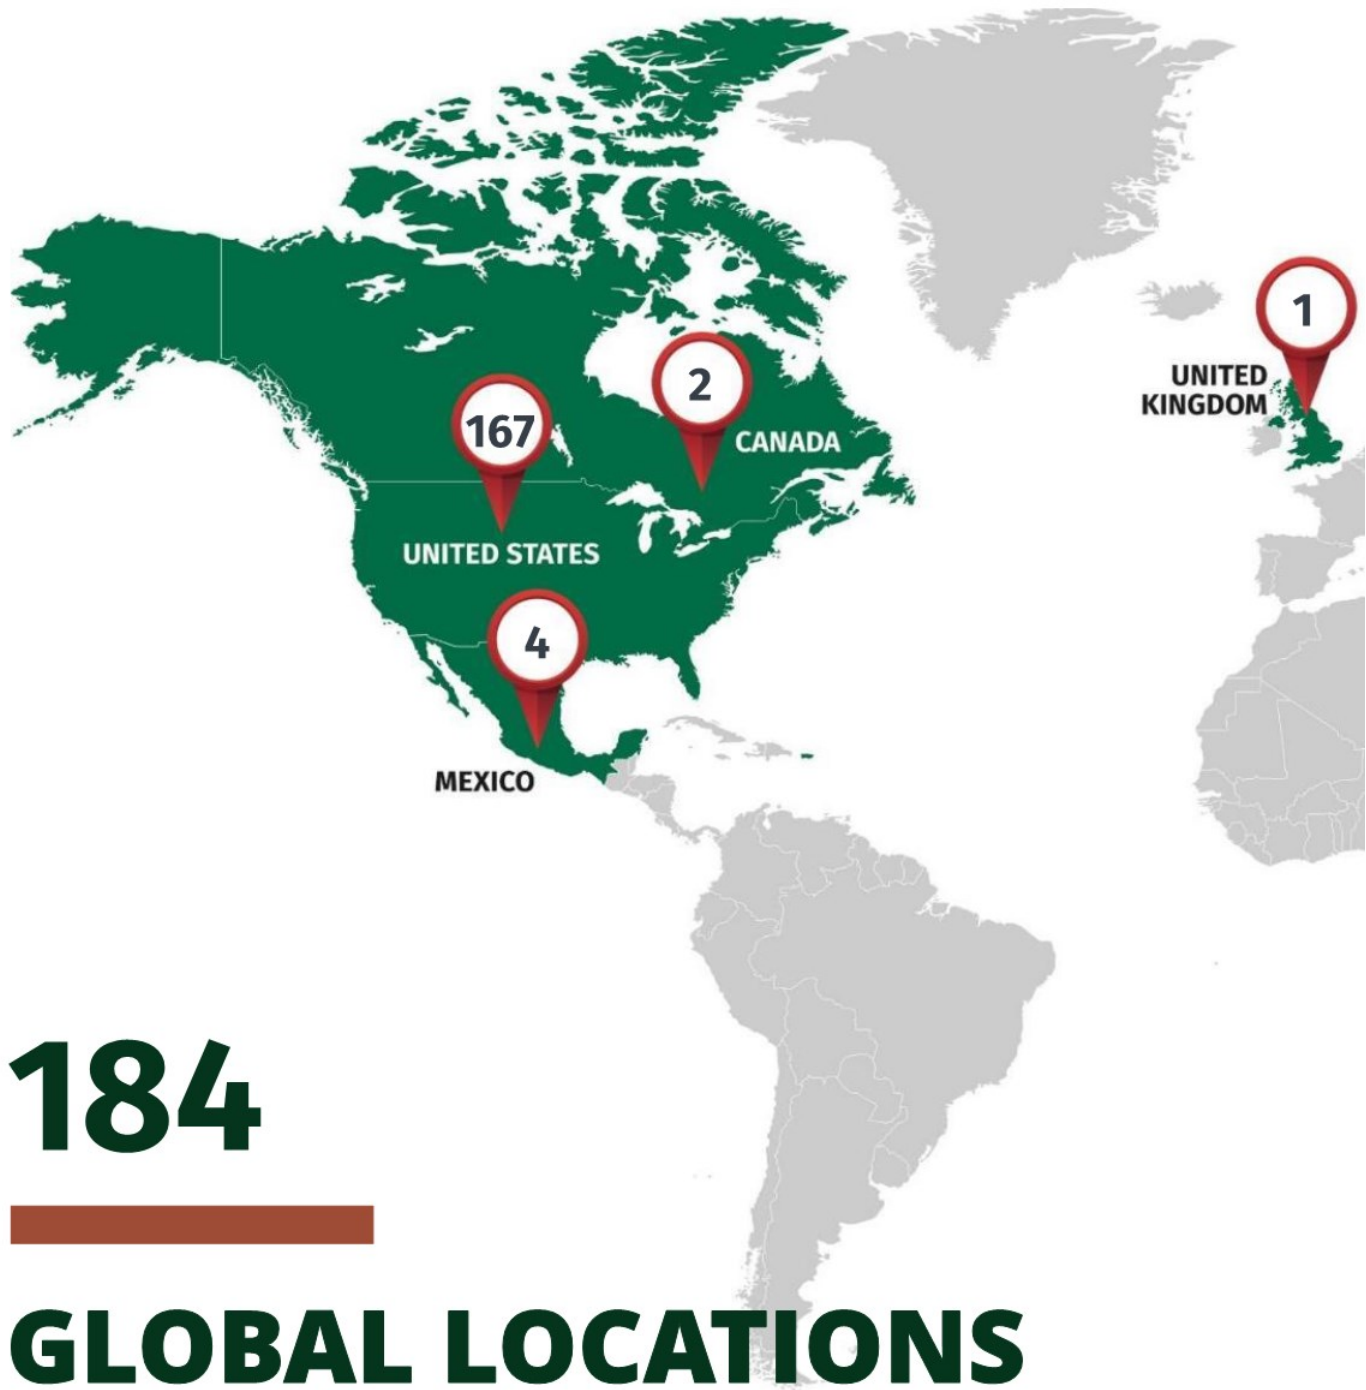 1
UNITED
KINGDOM
2
CANADA
167
UNITED STATES
4
MEXICO
184
GLOBAL LOCATIONS